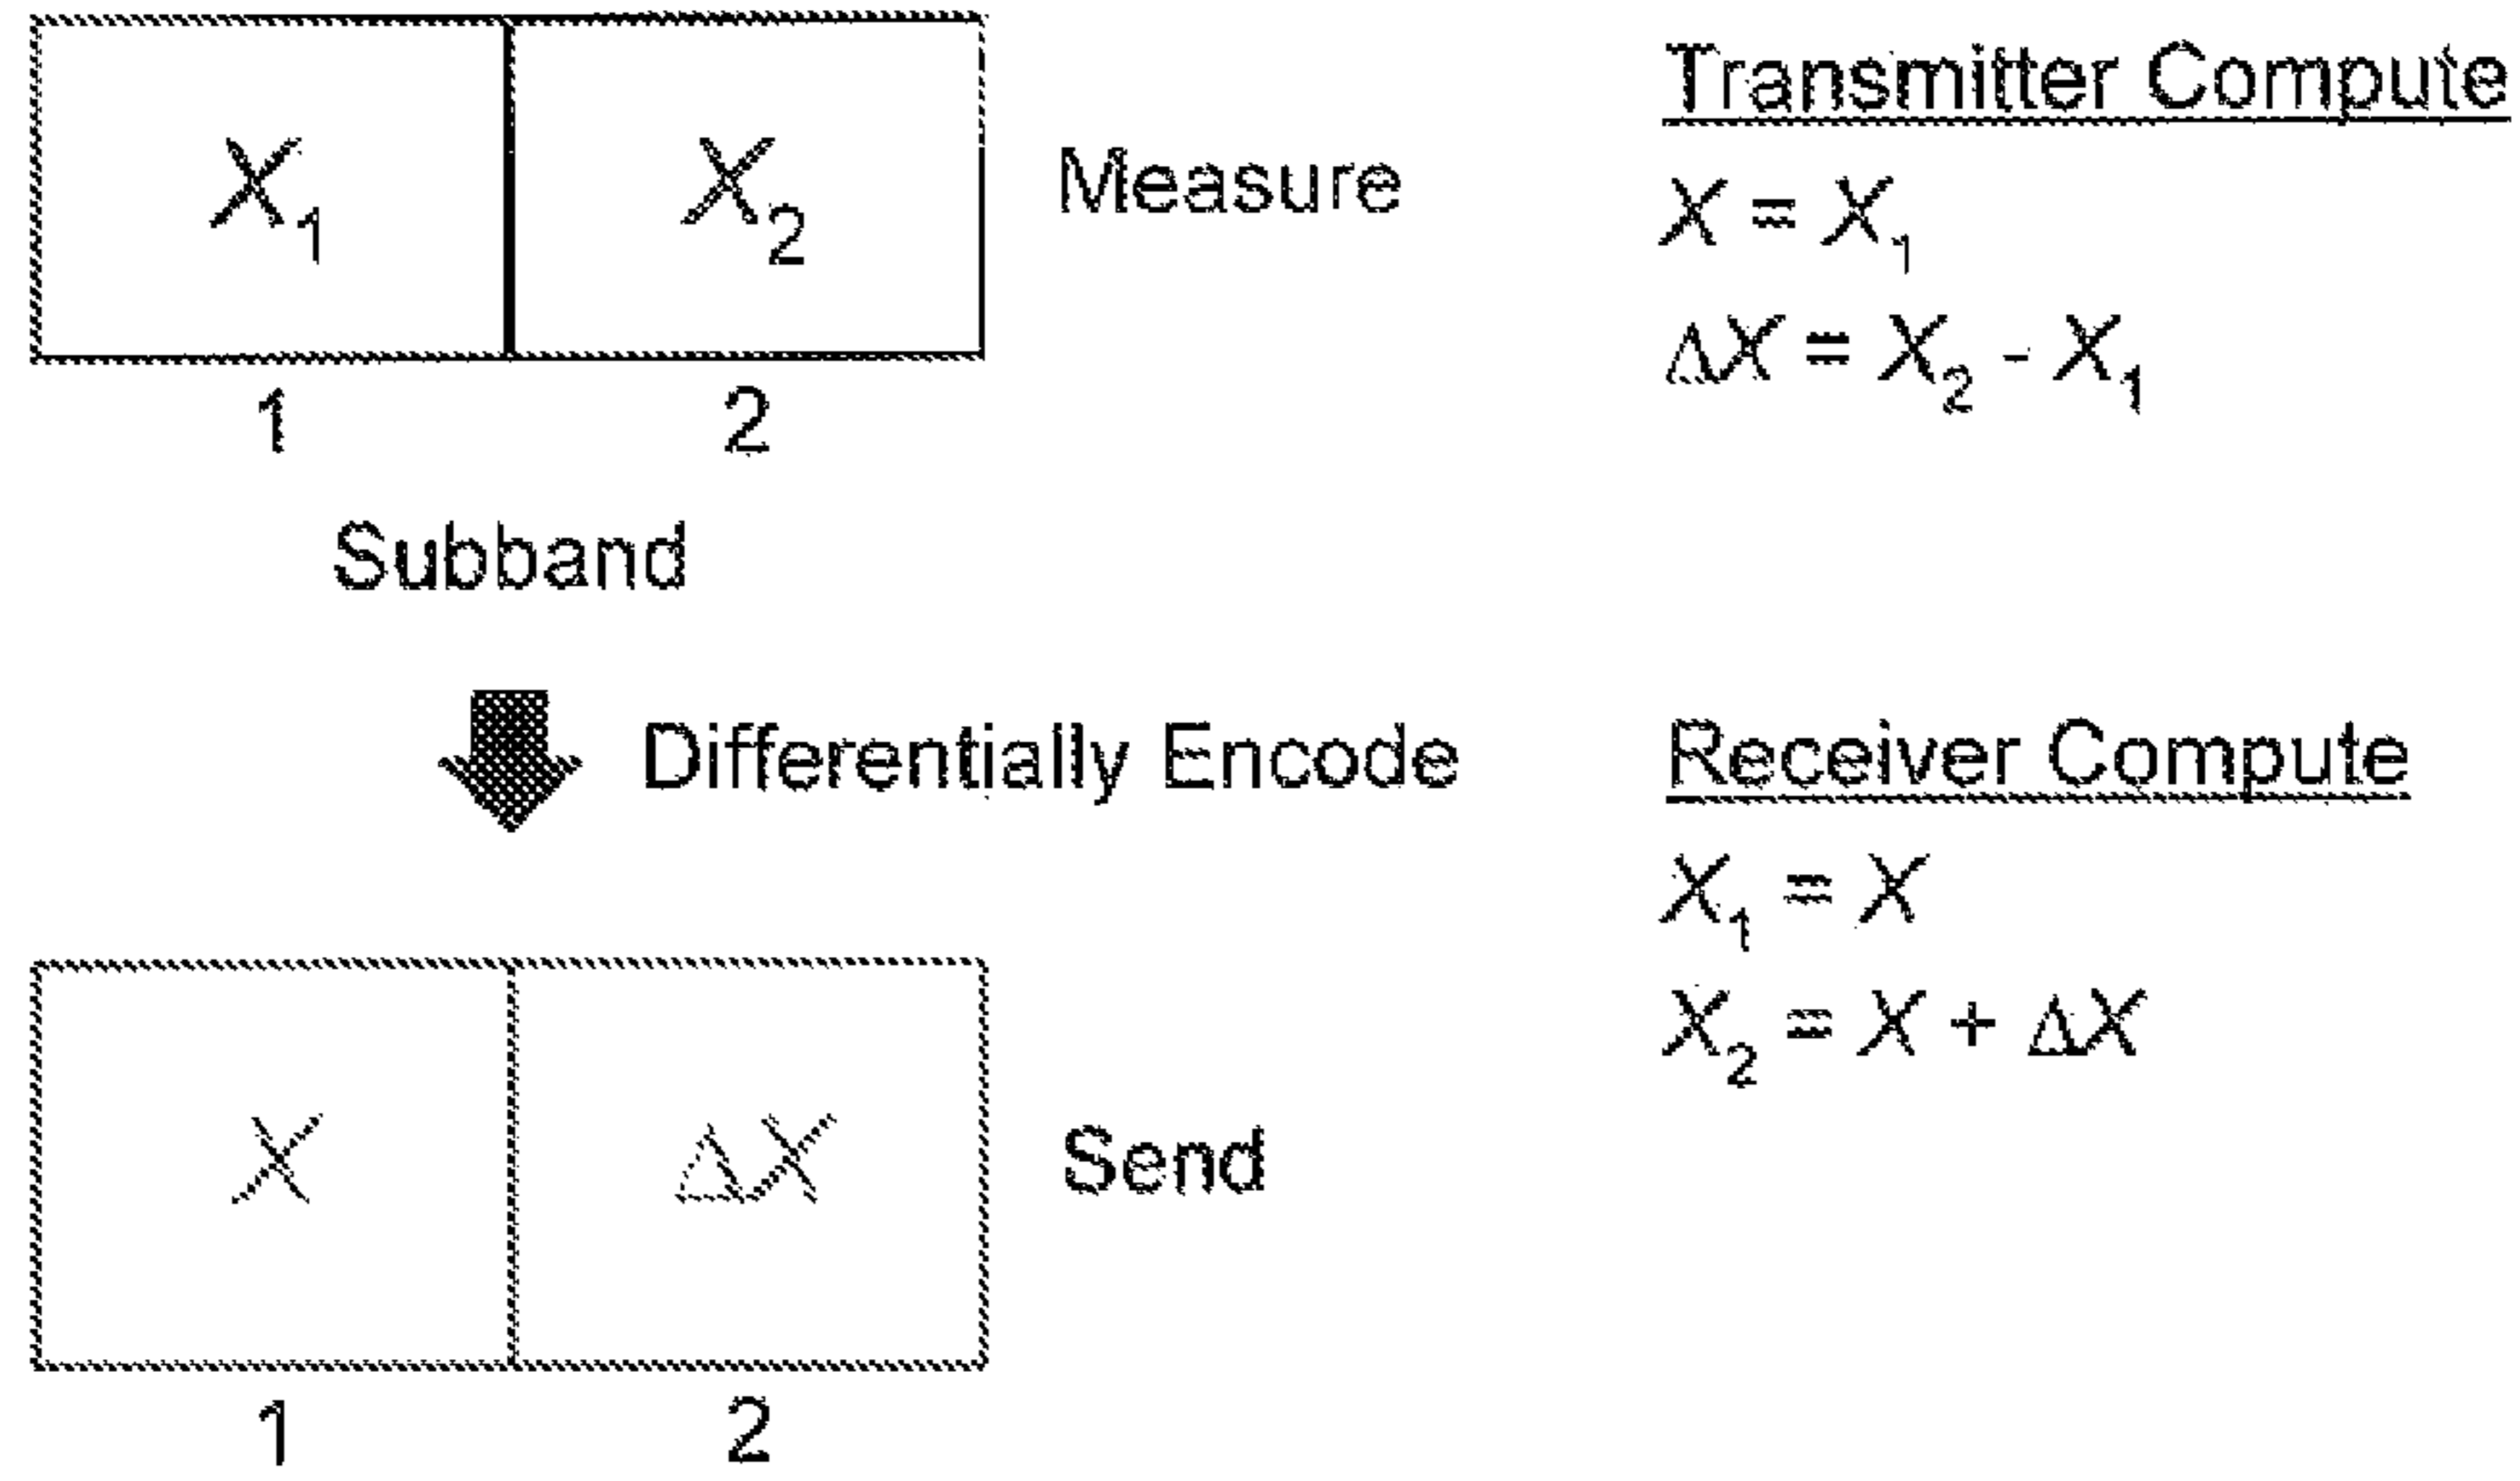 X₁ X₂ Measure
1 2
Subband
Differentially Encode
X ΔX Send
1 2
Transmitter Compute
X = X₁
ΔX = X₂ - X₁
Receiver Compute
X₁ = X
X₂ = X + ΔX